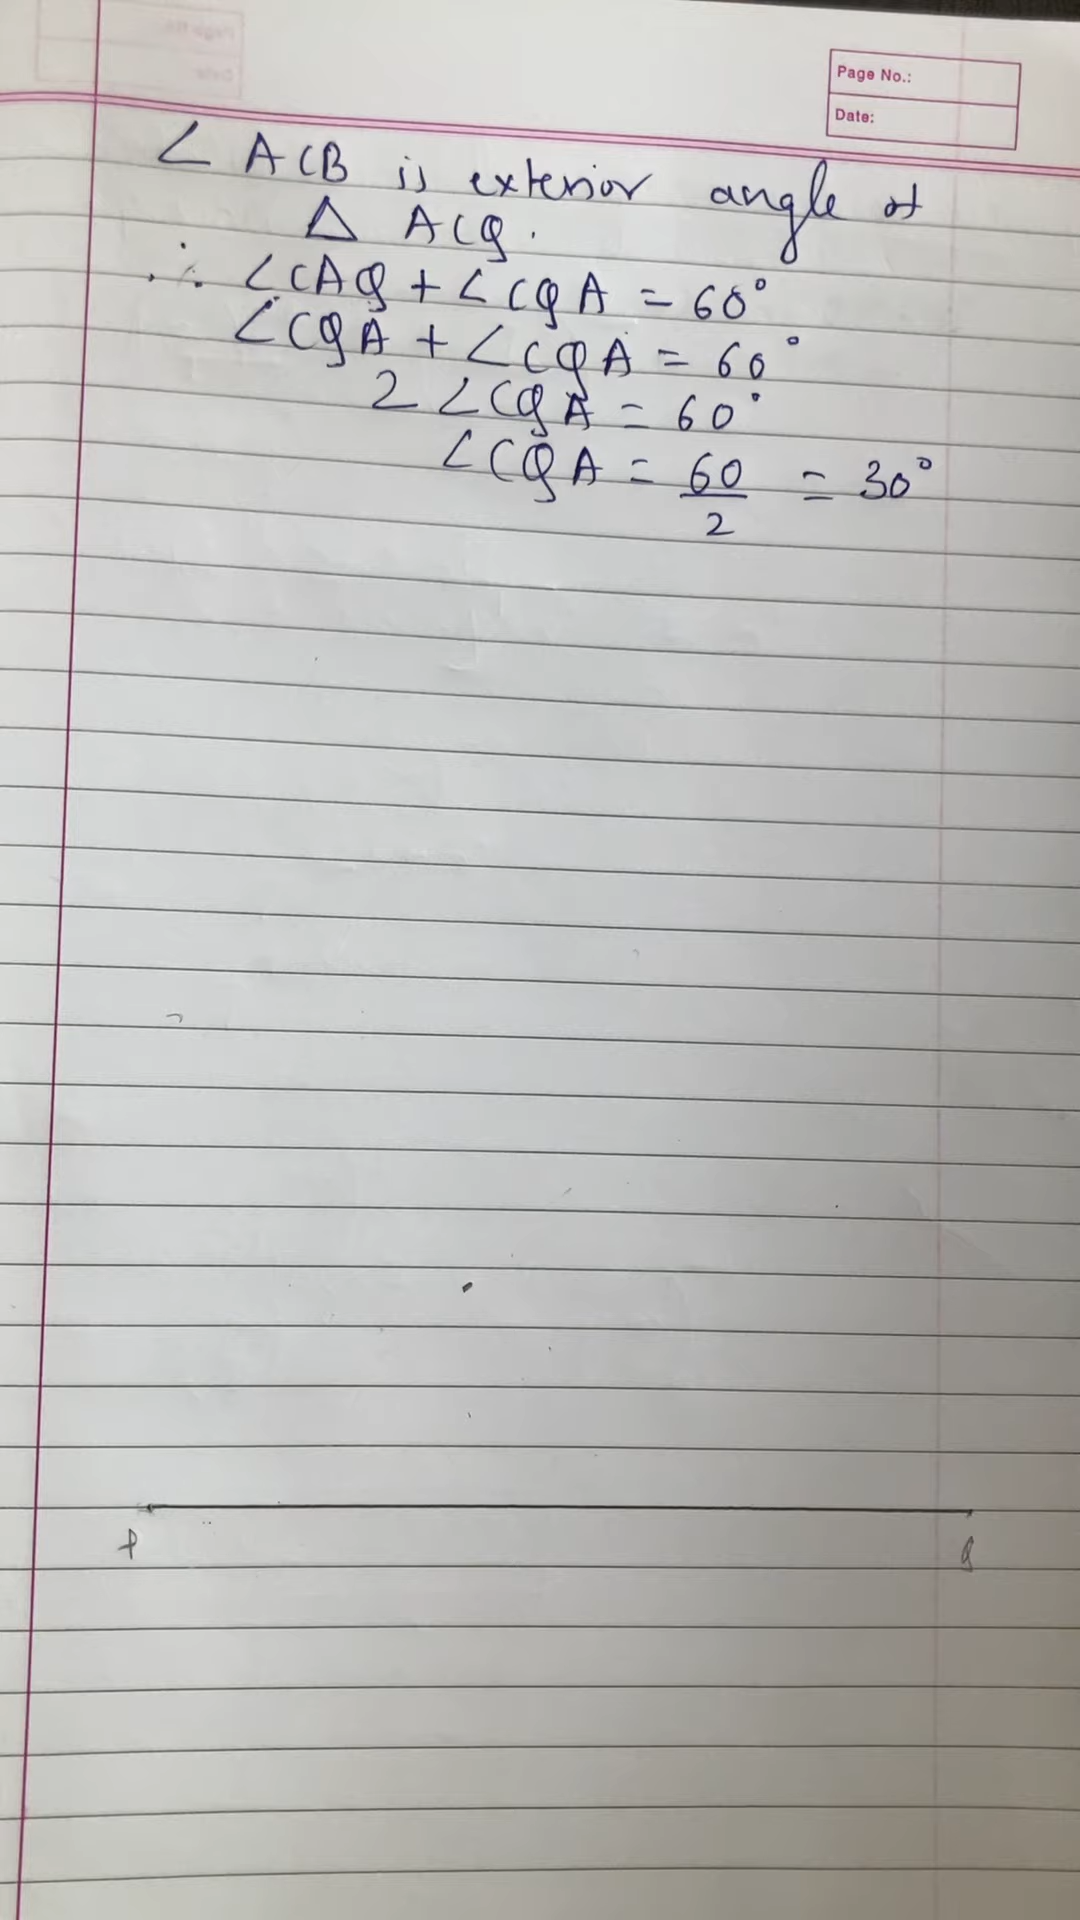 Page No.:
Date:
∠ ACB is exterior angle of
△ ACQ.
∴ ∠CAQ + ∠CQA = 60°
∠CQA + ∠CQA = 60°
2 ∠CQA = 60°
∠CQA = 60/2 = 30°
P Q